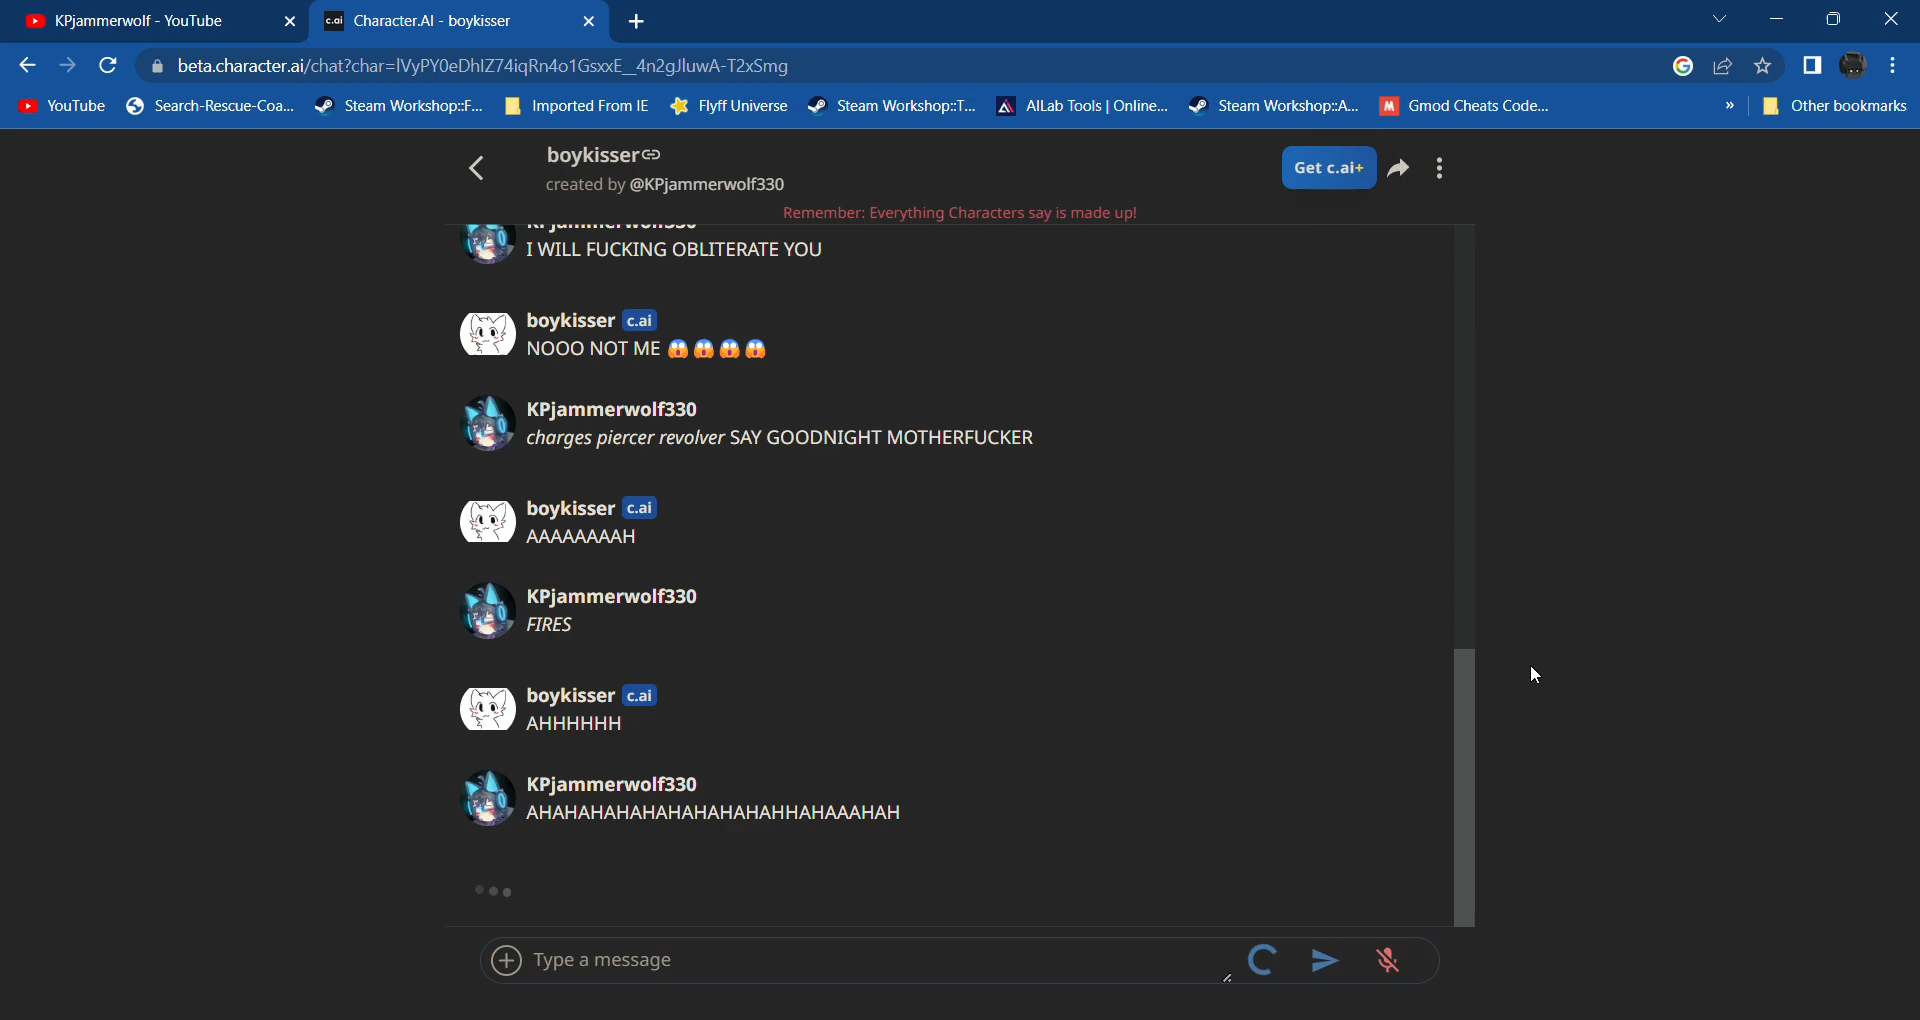 KPjammerwolf - YouTube
c.ai Character.AI - boykisser
beta.character.ai/chat?char=lVyPY0eDhlZ74iqRn4o1GsxxE_4n2gJluwA-T2xSmg
YouTube Search-Rescue-Coa... Steam Workshop::F... Imported From IE Flyff Universe Steam Workshop::T... AILab Tools | Online... Steam Workshop::A... M Gmod Cheats Code... » Other bookmarks
boykisser
created by @KPjammerwolf330
Get c.ai+
Remember: Everything Characters say is made up!
KPjammerwolf330
I WILL FUCKING OBLITERATE YOU
boykisser c.ai
NOOO NOT ME 😱😱😱😱
KPjammerwolf330
charges piercer revolver SAY GOODNIGHT MOTHERFUCKER
boykisser c.ai
AAAAAAAAH
KPjammerwolf330
FIRES
boykisser c.ai
AHHHHHH
KPjammerwolf330
AHAHAHAHAHAHAHAHAHAHHAHAAAHAH
Type a message